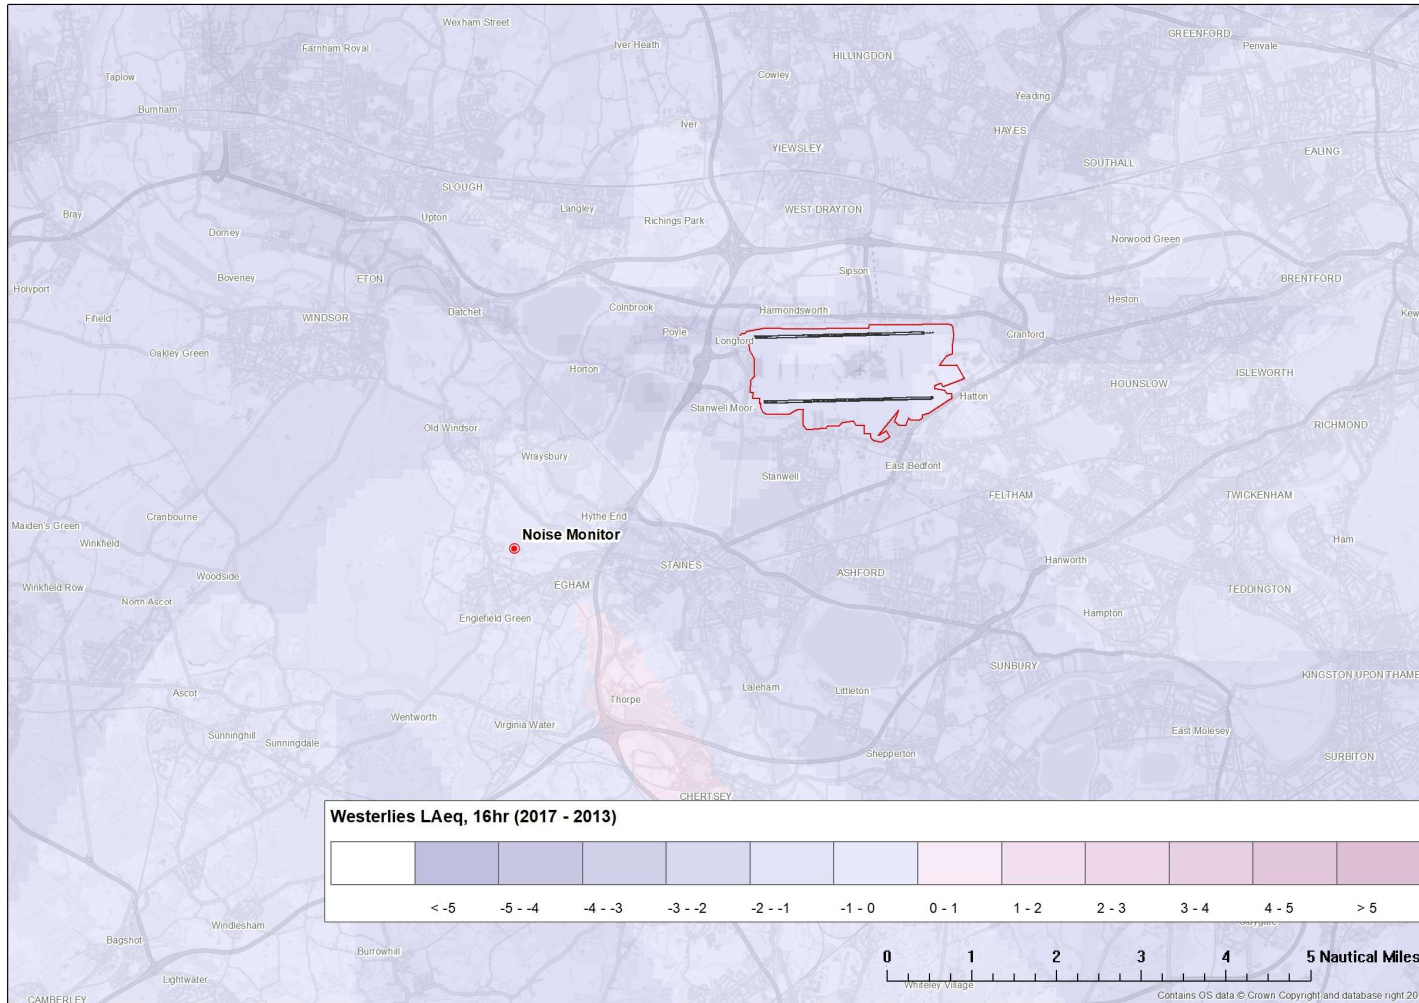 Wexham Street
GREENFORD
Farnham Royal
Iver Heath
Perivale
HILLINGDON
Taplow
Cowley
Burnham
Yeading
Iver
HAYES
YIEWSLEY
EALING
SOUTHALL
SLOUGH
Langley
WEST DRAYTON
Bray
Upton
Richings Park
Dorney
Norwood Green
Sipson
Boveney
ETON
BRENTFORD
Holyport
Heston
Datchet
Colnbrook
Harmondsworth
Fifield
WINDSOR
Kew
Poyle
Longford
Cranford
Oakley Green
Horton
ISLEWORTH
HOUNSLOW
Hatton
Stanwell Moor
Old Windsor
RICHMOND
Wraysbury
East Bedfont
Stanwell
FELTHAM
TWICKENHAM
Cranbourne
Hythe End
Maiden's Green
Noise Monitor
Winkfield
Ham
Hanworth
STAINES
ASHFORD
Woodside
EGHAM
Winkfield Row
TEDDINGTON
North Ascot
Hampton
Englefield Green
SUNBURY
KINGSTON UPON THAME
Ascot
Laleham
Littleton
Thorpe
Wentworth
Virginia Water
Sunninghill
East Molesey
Sunningdale
Shepperton
SURBITON
CHERTSEY
Westerlies LAeq, 16hr (2017 - 2013)
< -5 -5 - -4 -4 - -3 -3 - -2 -2 - -1 -1 - 0 0 - 1 1 - 2 2 - 3 3 - 4 4 - 5 > 5
Windlesham
Bagshot
Burrowhill
0 1 2 3 4 5 Nautical Miles
Lightwater
Whiteley Village
CAMBERLEY
Contains OS data © Crown Copyright and database right 20